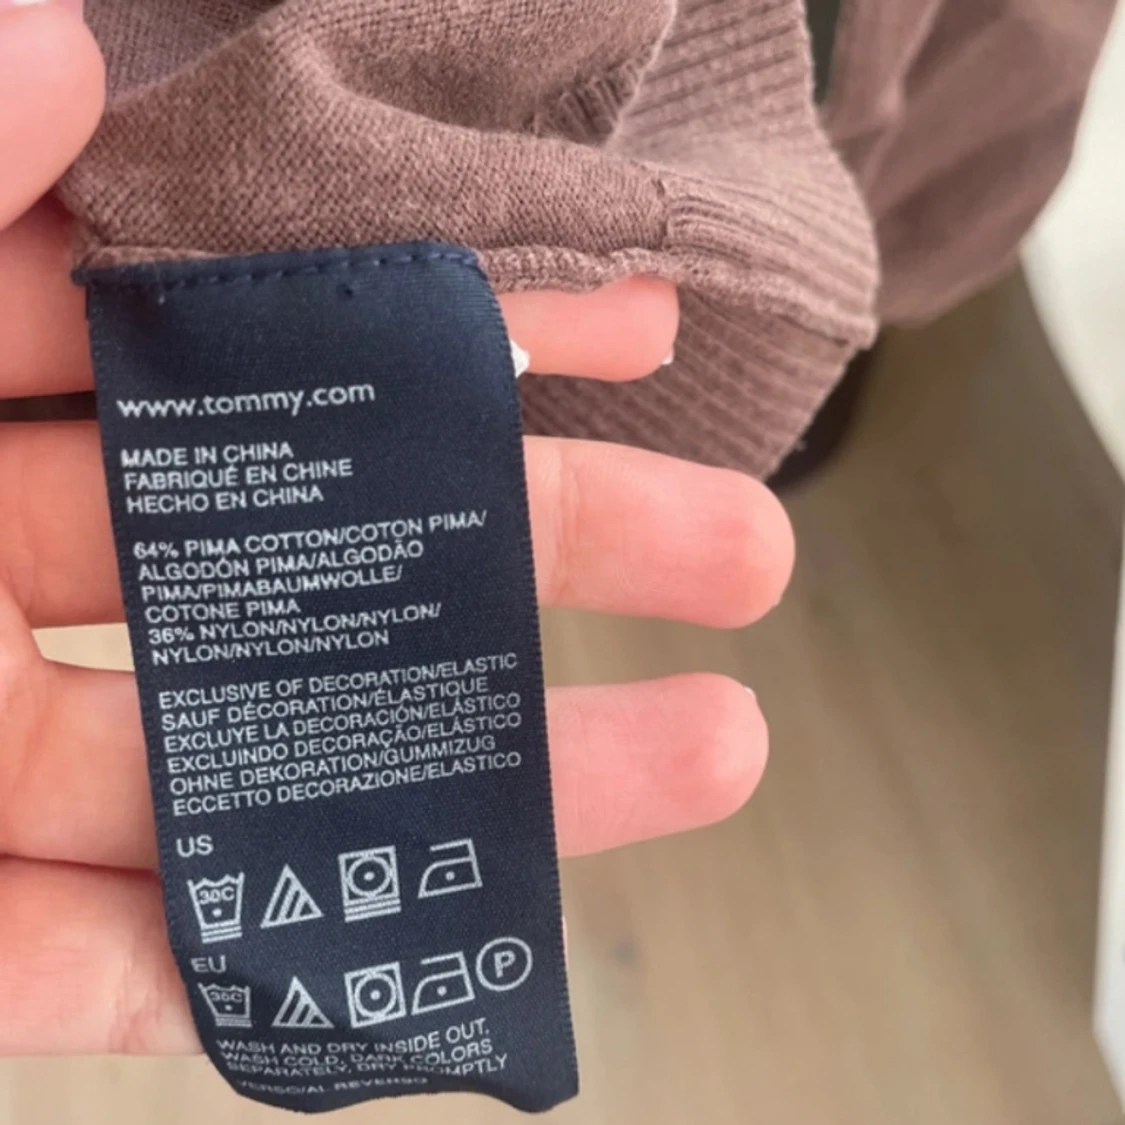 www.tommy.com
MADE IN CHINA
FABRIQUÉ EN CHINE
HECHO EN CHINA
64% PIMA COTTON/COTON PIMA/
ALGODÓN PIMA/ALGODÃO
PIMA/PIMABAUMWOLLE/
COTONE PIMA
36% NYLON/NYLON/NYLON/
NYLON/NYLON/NYLON
EXCLUSIVE OF DECORATION/ELASTIC
SAUF DÉCORATION/ÉLASTIQUE
EXCLUYE LA DECORACIÓN/ELÁSTICO
EXCLUINDO DECORAÇÃO/ELÁSTICO
OHNE DEKORATION/GUMMIZUG
ECCETTO DECORAZIONE/ELASTICO
US
30C
EU
30C P
WASH AND DRY INSIDE OUT,
WASH COLD, DARK COLORS
SEPARATELY, DRY PROMPTLY
VERSO/AL REVERSO